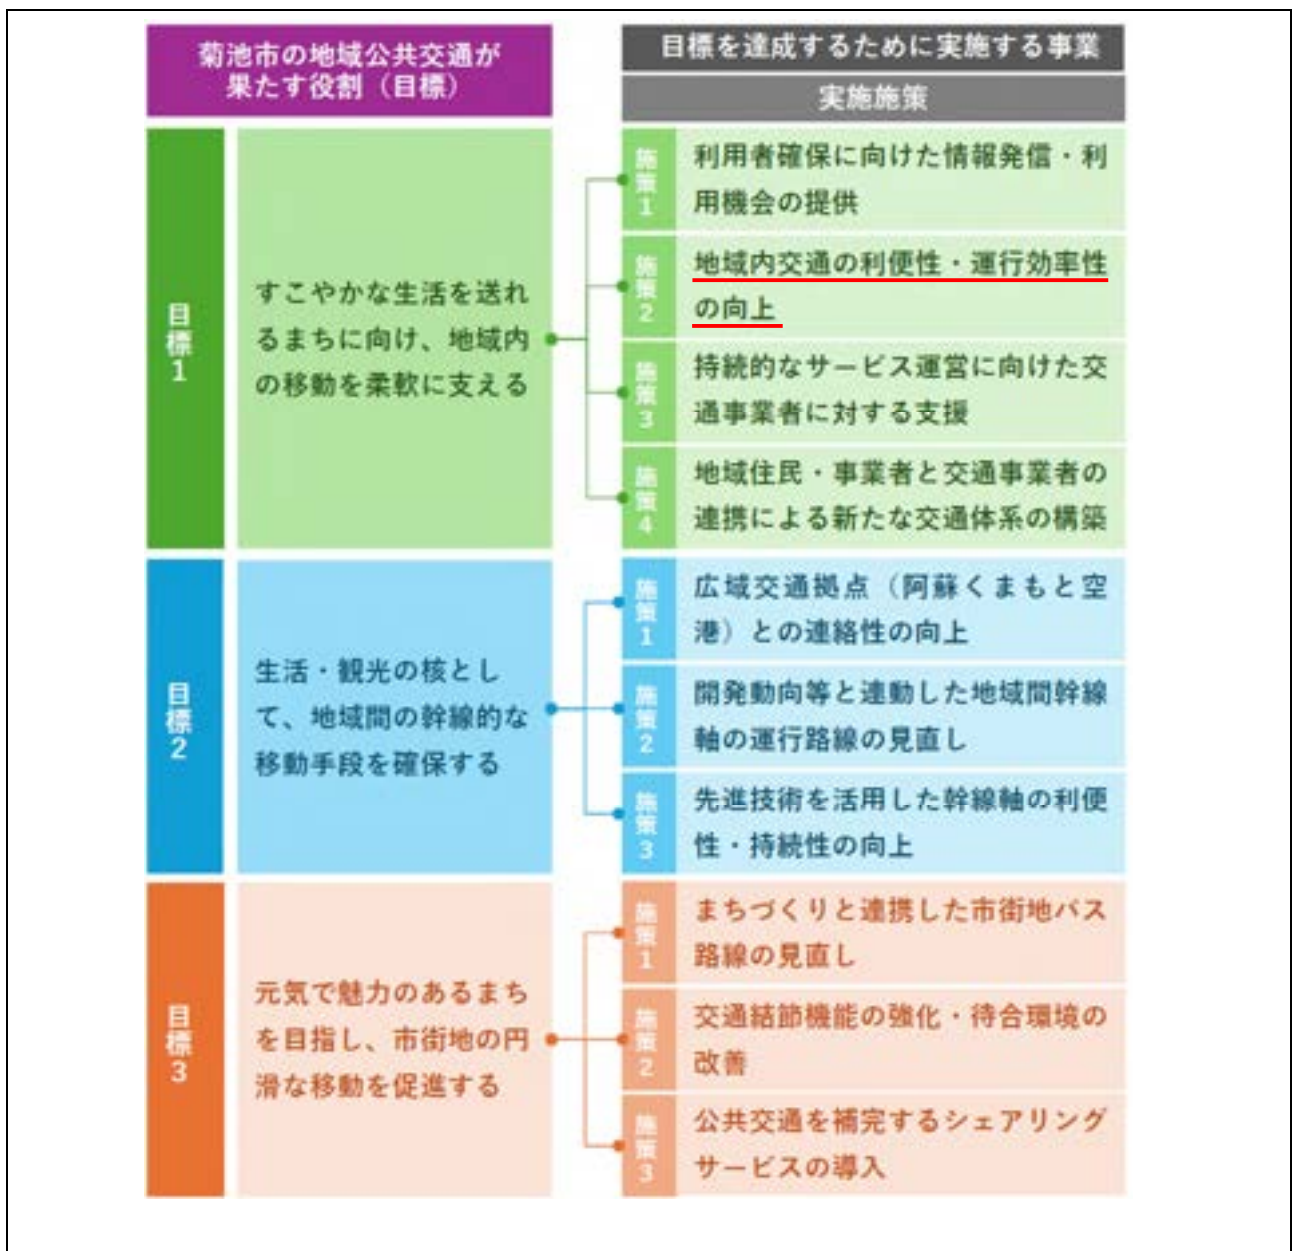 菊池市の地域公共交通が
果たす役割（目標）
目標を達成するために実施する事業
実施施策
目標1
すこやかな生活を送れ
るまちに向け、地域内
の移動を柔軟に支える
施策1
利用者確保に向けた情報発信・利
用機会の提供
施策2
地域内交通の利便性・運行効率性
の向上
施策3
持続的なサービス運営に向けた交
通事業者に対する支援
施策4
地域住民・事業者と交通事業者の
連携による新たな交通体系の構築
目標2
生活・観光の核とし
て、地域間の幹線的な
移動手段を確保する
施策1
広域交通拠点（阿蘇くまもと空
港）との連絡性の向上
施策2
開発動向等と連動した地域間幹線
軸の運行路線の見直し
施策3
先進技術を活用した幹線軸の利便
性・持続性の向上
目標3
元気で魅力のあるまち
を目指し、市街地の円
滑な移動を促進する
施策1
まちづくりと連携した市街地バス
路線の見直し
施策2
交通結節機能の強化・待合環境の
改善
施策3
公共交通を補完するシェアリング
サービスの導入